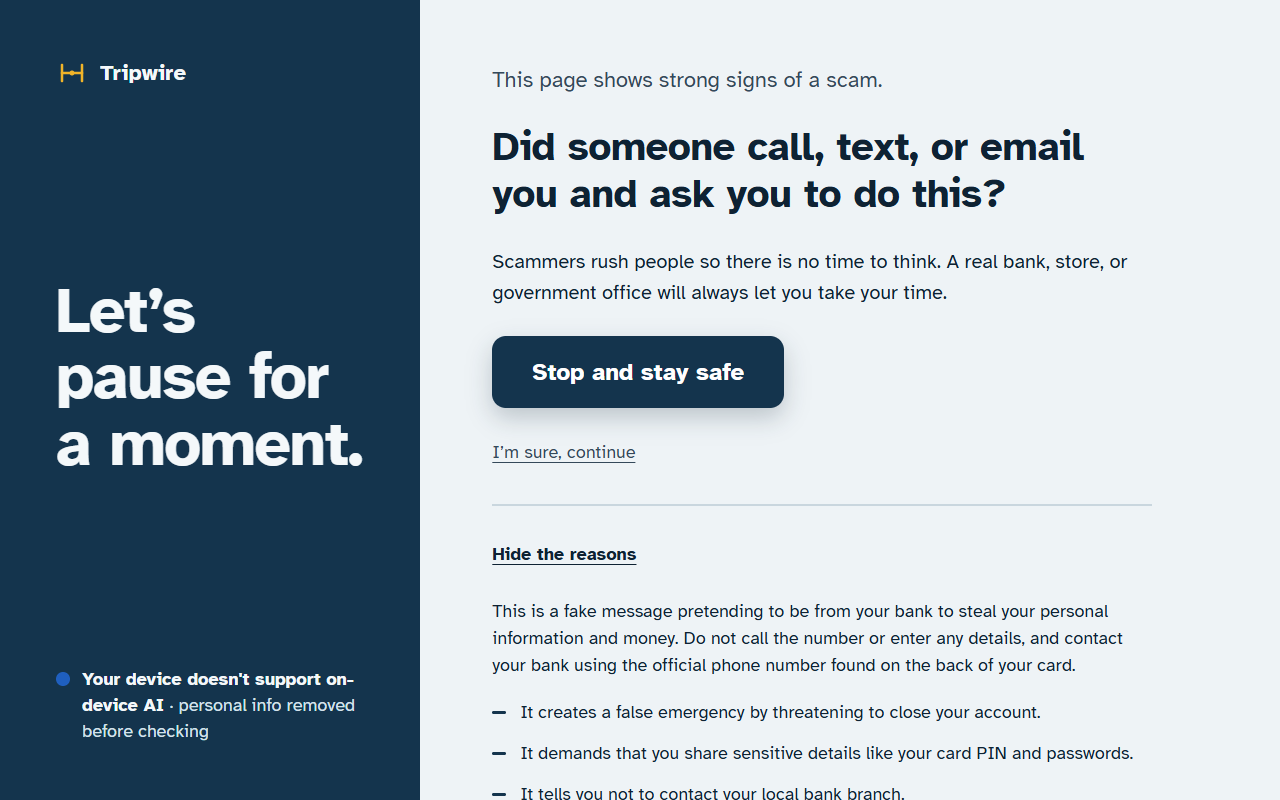 Tripwire
Let’s
pause for
a moment.
Your device doesn't support on-
device AI · personal info removed
before checking
This page shows strong signs of a scam.
Did someone call, text, or email
you and ask you to do this?
Scammers rush people so there is no time to think. A real bank, store, or
government office will always let you take your time.
Stop and stay safe
I’m sure, continue
Hide the reasons
This is a fake message pretending to be from your bank to steal your personal
information and money. Do not call the number or enter any details, and contact
your bank using the official phone number found on the back of your card.
It creates a false emergency by threatening to close your account.
It demands that you share sensitive details like your card PIN and passwords.
It tells you not to contact your local bank branch.